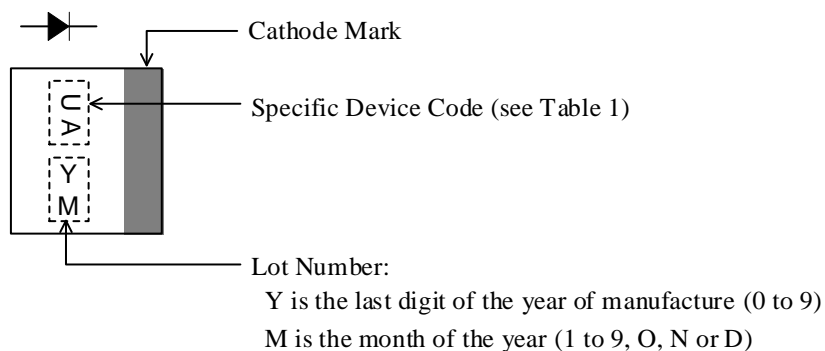 Cathode Mark
U
A
Specific Device Code (see Table 1)
Y
M
Lot Number:
Y is the last digit of the year of manufacture (0 to 9)
M is the month of the year (1 to 9, O, N or D)